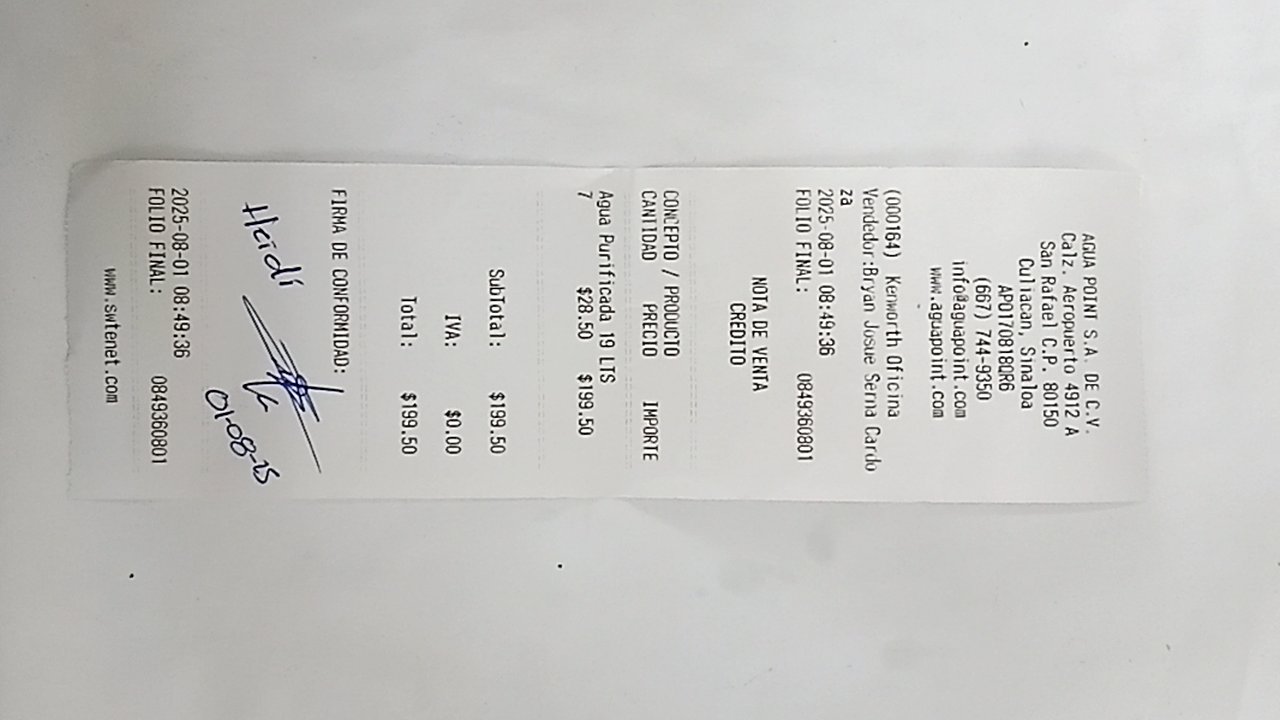 AGUA POINT S.A. DE C.V.
Calz. Aeropuerto 4912 A
San Rafael C.P. 80150
Culiacan, Sinaloa
APO170818QR6
(667) 744-9350
info@aguapoint.com
www.aguapoint.com
(000164) Kenworth Oficina
Vendedor:Bryan Josue Serna Cardo
za
2025-08-01 08:49:36
FOLIO FINAL: 0849360801
NOTA DE VENTA
CREDITO
CONCEPTO / PRODUCTO
CANTIDAD PRECIO IMPORTE
Agua Purificada 19 LTS
7 $28.50 $199.50
SubTotal: $199.50
IVA: $0.00
Total: $199.50
FIRMA DE CONFORMIDAD:
Heidi
01-08-25
2025-08-01 08:49:36
FOLIO FINAL: 0849360801
www.swtenet.com